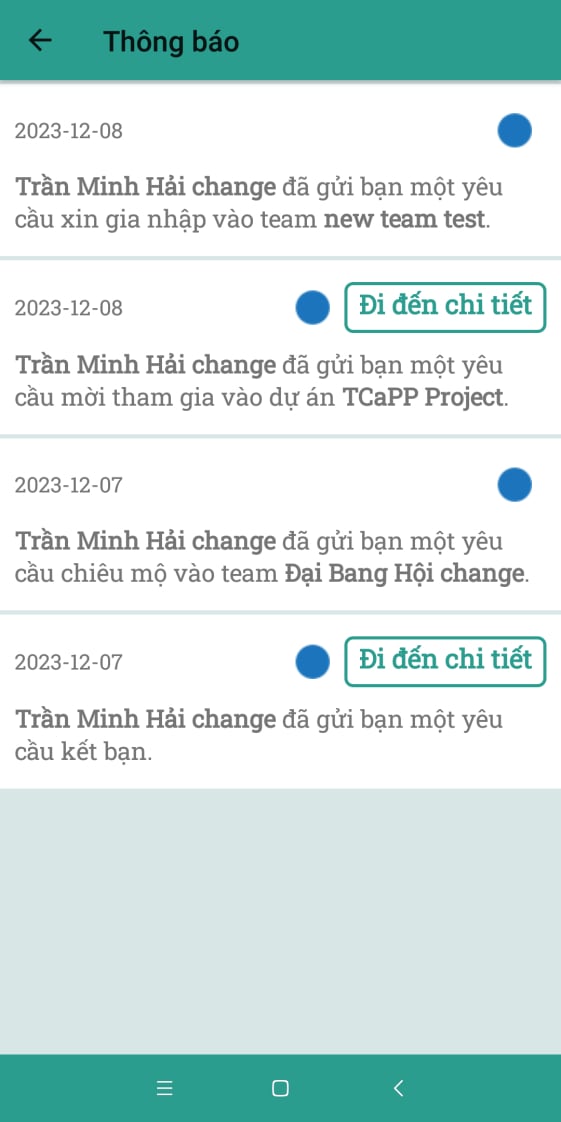 Thông báo
2023-12-08
Trần Minh Hải change đã gửi bạn một yêu
cầu xin gia nhập vào team new team test.
2023-12-08
Đi đến chi tiết
Trần Minh Hải change đã gửi bạn một yêu
cầu mời tham gia vào dự án TCaPP Project.
2023-12-07
Trần Minh Hải change đã gửi bạn một yêu
cầu chiêu mộ vào team Đại Bang Hội change.
2023-12-07
Đi đến chi tiết
Trần Minh Hải change đã gửi bạn một yêu
cầu kết bạn.